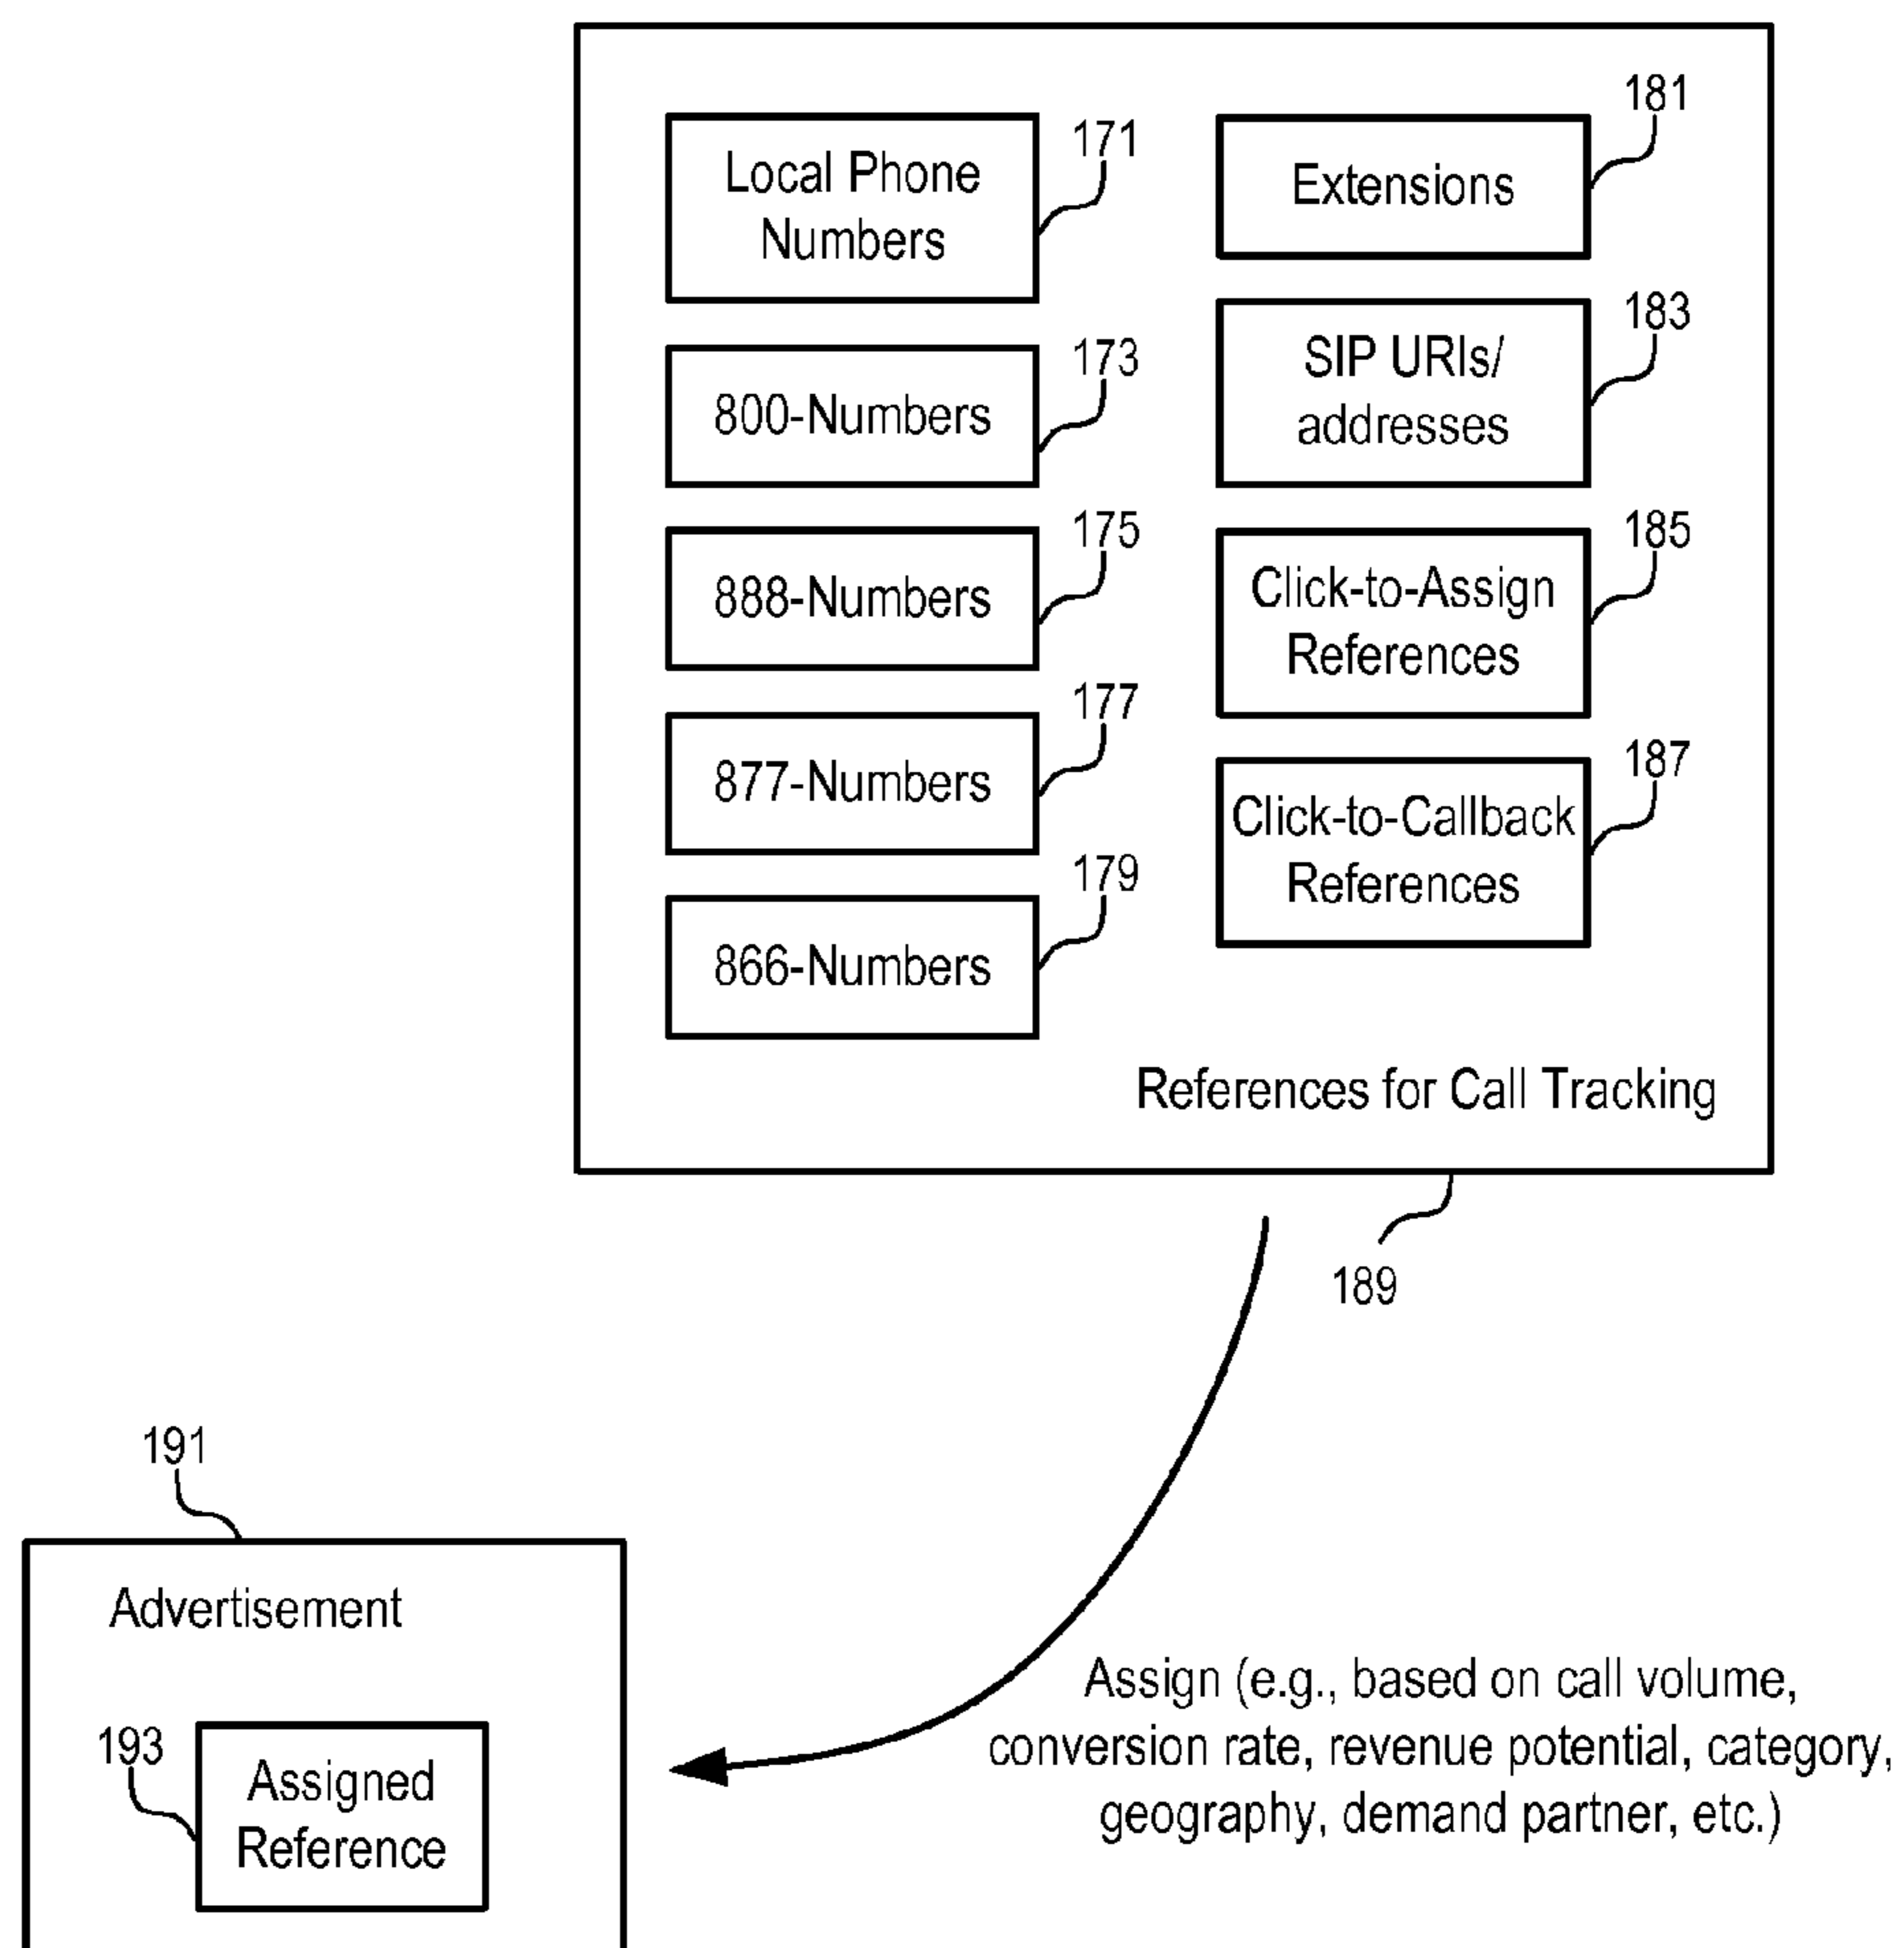 Local Phone
Numbers
171
800-Numbers
173
888-Numbers
175
877-Numbers
177
866-Numbers
179
Extensions
181
SIP URIs/
addresses
183
Click-to-Assign
References
185
Click-to-Callback
References
187
References for Call Tracking
189
191
Advertisement
193
Assigned
Reference
Assign (e.g., based on call volume,
conversion rate, revenue potential, category,
geography, demand partner, etc.)